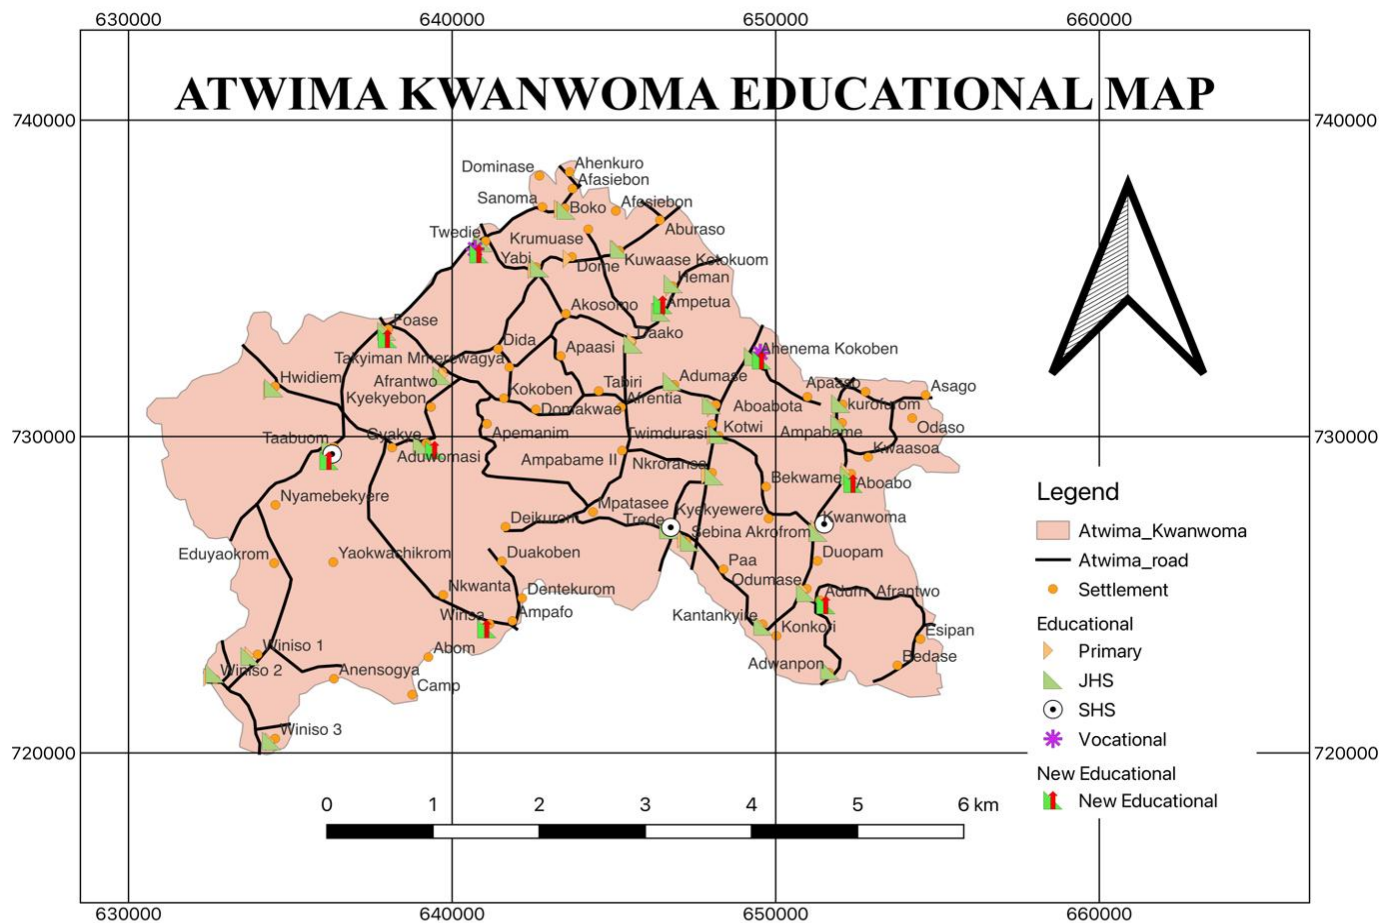 630000 640000 650000 660000
ATWIMA KWANWOMA EDUCATIONAL MAP
740000 740000
Dominase
Ahenkuro
Afasiebon
Sanoma
Boko
Afasiebon
Twedie
Krumuase
Aburaso
Yabi
Dome
Kuwaase Ketokuom
Heman
Akosomo
Ampetua
Foase
Daako
Dida
Apaasi
Ahenema Kokoben
Takyiman Mmerewagya
Hwidiem
Afrantwo
Kokoben
Tabiri
Adumase
Apaaso
Asago
Kyekyebon
Domakwae
Afrentia
Aboabota
kurofurom
Taabuom
Gyakye
Apemanim
Twimdurasi
Kotwi
Ampabame
Odaso
730000 730000
Aduwomasi
Ampabame II
Nkroransa
Kwaasoa
Bekwame
Aboabo
Nyamebekyere
Mpatasee
Kyekyewere
Deikurom
Trede
Kwanwoma
Sebina Akrofrom
Eduyaokrom
Yaokwachikrom
Duakoben
Paa
Duopam
Nkwanta
Dentekurom
Odumase
Adum Afrantwo
Winsa
Ampafo
Kantankyire
Konkori
Esipan
Winiso 1
Abom
Adwanpon
Bedase
Winiso 2
Anensogya
Camp
Winiso 3
720000 720000
Legend
Atwima_Kwanwoma
Atwima_road
Settlement
Educational
Primary
JHS
SHS
Vocational
New Educational
New Educational
0 1 2 3 4 5 6 km
630000 640000 650000 660000